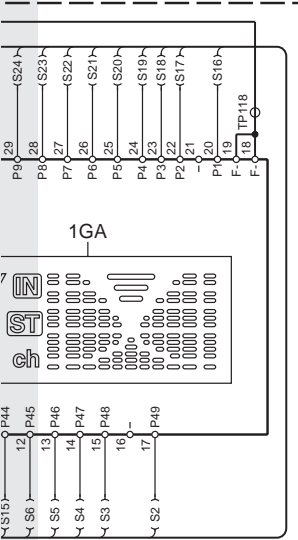 S24
S23
S22
S21
S20
S19
S18
S17
S16
TP118
29
28
27
26
25
24
23
22
21
20
19
18
P9
P8
P7
P6
P5
P4
P3
P2
–
P1
F-
F-
1GA
7 IN
ST
ch
P44
P45
P46
P47
P48
–
P49
12
13
14
15
16
17
S15
S6
S5
S4
S3
S2